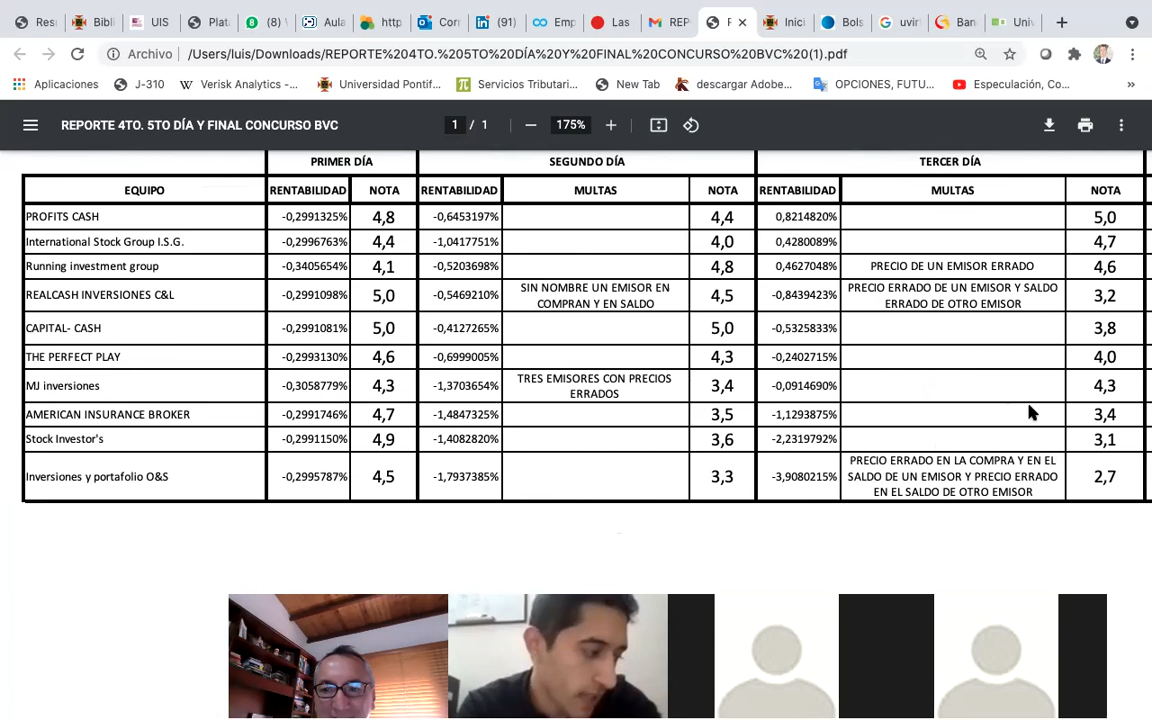 Res
Bibl
UIS
Plat
(8)
Aula
http
Corr
(91)
Emp
Las
REP
Inici
Bols
uvir
Ban
Univ
Archivo /Users/luis/Downloads/REPORTE%204TO.%205TO%20DÍA%20Y%20FINAL%20CONCURSO%20BVC%20(1).pdf
Aplicaciones
J-310
Verisk Analytics -...
Universidad Pontif...
Servicios Tributari...
New Tab
descargar Adobe...
OPCIONES, FUTU...
Especulación, Co...
»
REPORTE 4TO. 5TO DÍA Y FINAL CONCURSO BVC
1 / 1
175%
PRIMER DÍA SEGUNDO DÍA TERCER DÍA
EQUIPO RENTABILIDAD NOTA RENTABILIDAD MULTAS NOTA RENTABILIDAD MULTAS NOTA
PROFITS CASH -0,2991325% 4,8 -0,6453197% 4,4 0,8214820% 5,0
International Stock Group I.S.G. -0,2996763% 4,4 -1,0417751% 4,0 0,4280089% 4,7
Running investment group -0,3405654% 4,1 -0,5203698% 4,8 0,4627048% PRECIO DE UN EMISOR ERRADO 4,6
REALCASH INVERSIONES C&L -0,2991098% 5,0 -0,5469210% SIN NOMBRE UN EMISOR EN
COMPRAN Y EN SALDO 4,5 -0,8439423% PRECIO ERRADO DE UN EMISOR Y SALDO
ERRADO DE OTRO EMISOR 3,2
CAPITAL- CASH -0,2991081% 5,0 -0,4127265% 5,0 -0,5325833% 3,8
THE PERFECT PLAY -0,2993130% 4,6 -0,6999005% 4,3 -0,2402715% 4,0
MJ inversiones -0,3058779% 4,3 -1,3703654% TRES EMISORES CON PRECIOS
ERRADOS 3,4 -0,0914690% 4,3
AMERICAN INSURANCE BROKER -0,2991746% 4,7 -1,4847325% 3,5 -1,1293875% 3,4
Stock Investor's -0,2991150% 4,9 -1,4082820% 3,6 -2,2319792% 3,1
Inversiones y portafolio O&S -0,2995787% 4,5 -1,7937385% 3,3 -3,9080215% PRECIO ERRADO EN LA COMPRA Y EN EL
SALDO DE UN EMISOR Y PRECIO ERRADO
EN EL SALDO DE OTRO EMISOR 2,7